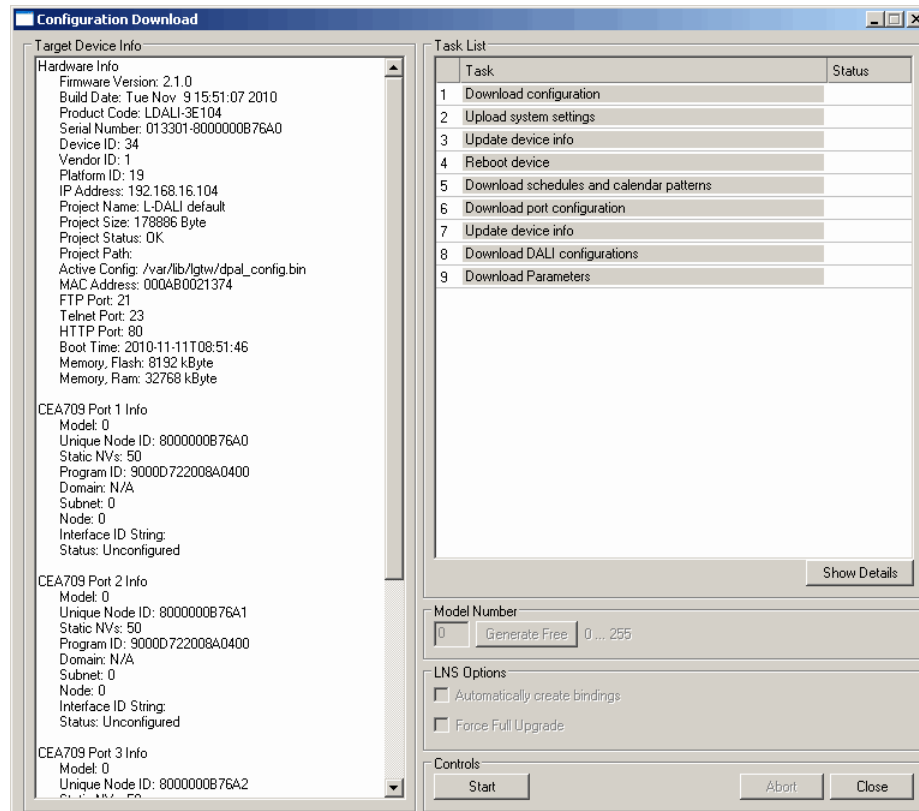 Configuration Download
Target Device Info
Hardware Info
Firmware Version: 2.1.0
Build Date: Tue Nov  9 15:51:07 2010
Product Code: LDALI-3E104
Serial Number: 013301-8000000B76A0
Device ID: 34
Vendor ID: 1
Platform ID: 19
IP Address: 192.168.16.104
Project Name: L-DALI default
Project Size: 178886 Byte
Project Status: OK
Project Path:
Active Config: /var/lib/lgtw/dpal_config.bin
MAC Address: 000AB0021374
FTP Port: 21
Telnet Port: 23
HTTP Port: 80
Boot Time: 2010-11-11T08:51:46
Memory, Flash: 8192 kByte
Memory, Ram: 32768 kByte
CEA709 Port 1 Info
Model: 0
Unique Node ID: 8000000B76A0
Static NVs: 50
Program ID: 9000D722008A0400
Domain: N/A
Subnet: 0
Node: 0
Interface ID String:
Status: Unconfigured
CEA709 Port 2 Info
Model: 0
Unique Node ID: 8000000B76A1
Static NVs: 50
Program ID: 9000D722008A0400
Domain: N/A
Subnet: 0
Node: 0
Interface ID String:
Status: Unconfigured
CEA709 Port 3 Info
Model: 0
Unique Node ID: 8000000B76A2
Task List
Task Status
1 Download configuration
2 Upload system settings
3 Update device info
4 Reboot device
5 Download schedules and calendar patterns
6 Download port configuration
7 Update device info
8 Download DALI configurations
9 Download Parameters
Show Details
Model Number
0 Generate Free 0 ... 255
LNS Options
Automatically create bindings
Force Full Upgrade
Controls
Start Abort Close